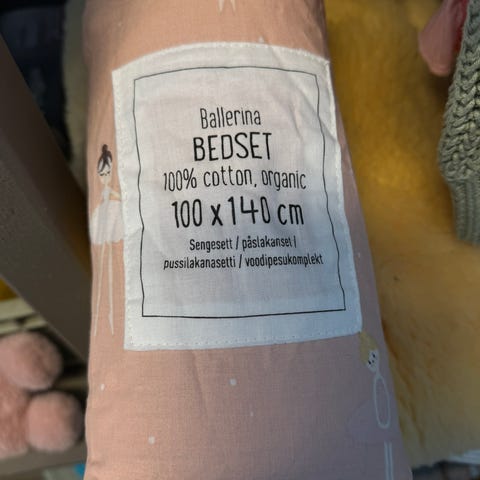 Ballerina
BEDSET
100% cotton, organic
100 x 140 cm
Sengesett / påslakanset /
pussilakanasetti / voodipesukomplekt